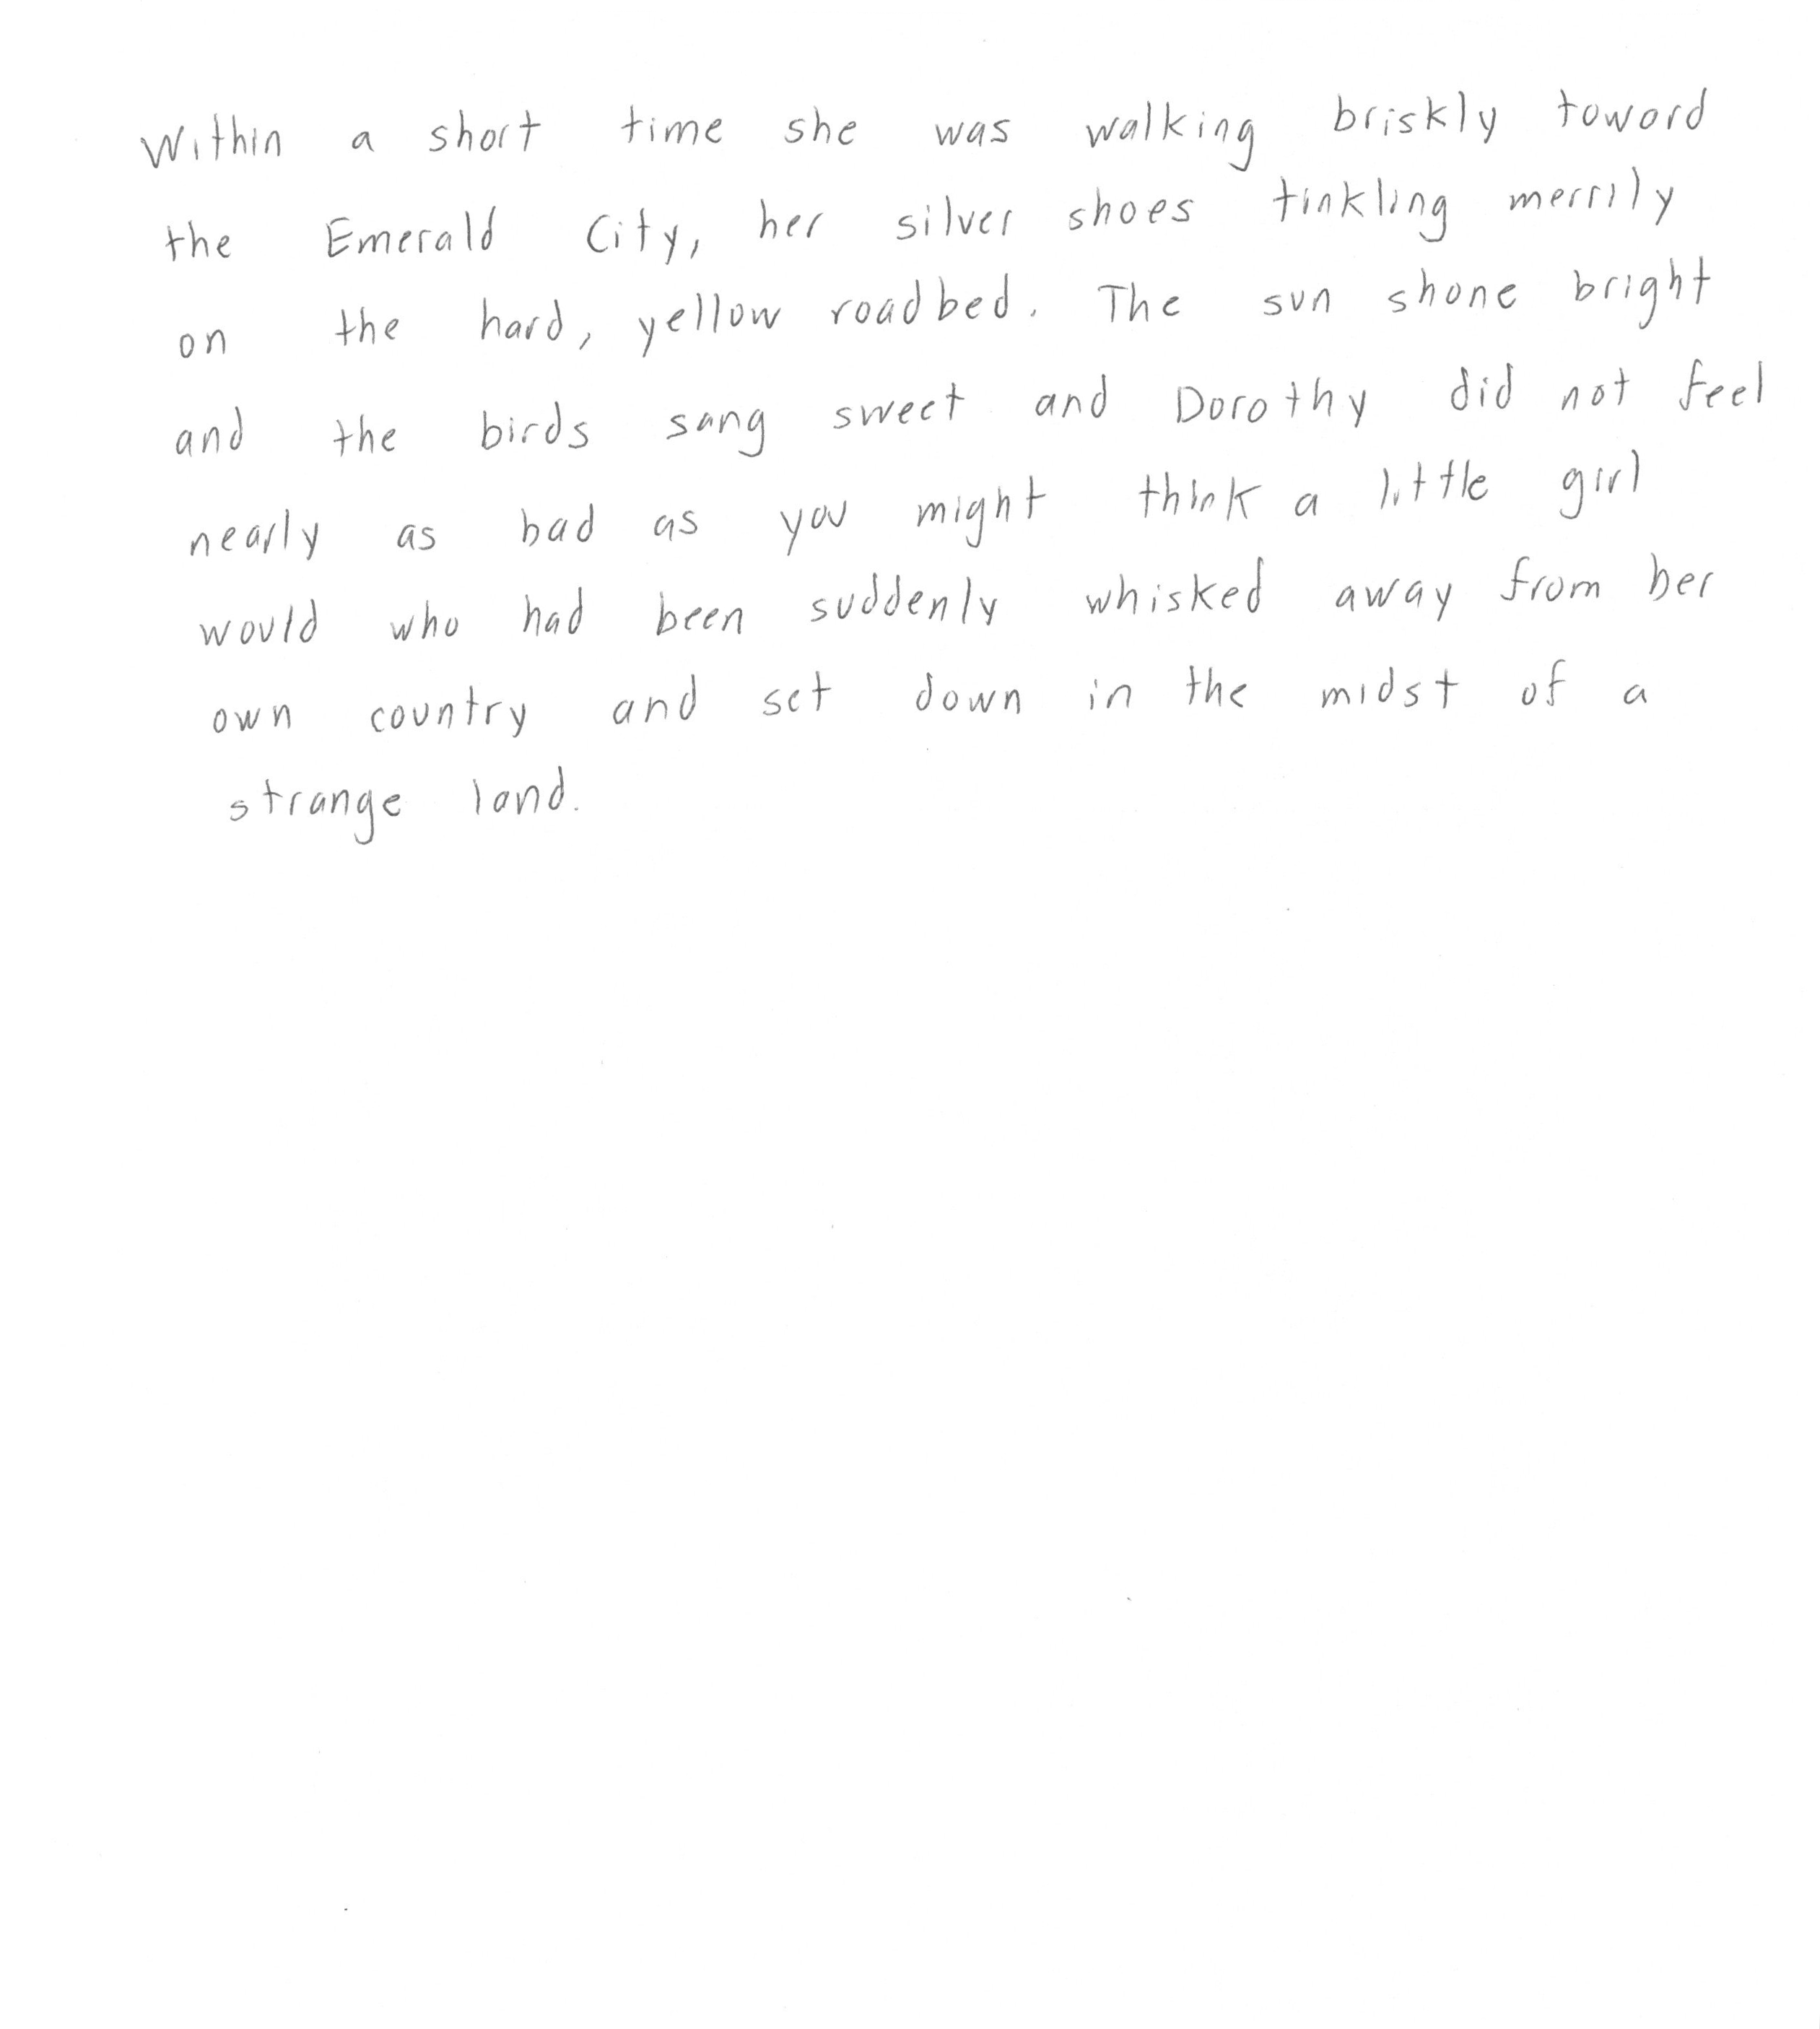 Within a short time she was walking briskly toward
the Emerald City, her silver shoes tinkling merrily
on the hard, yellow roadbed. The sun shone bright
and the birds sang sweet and Dorothy did not feel
nearly as bad as you might think a little girl
would who had been suddenly whisked away from her
own country and set down in the midst of a
strange land.